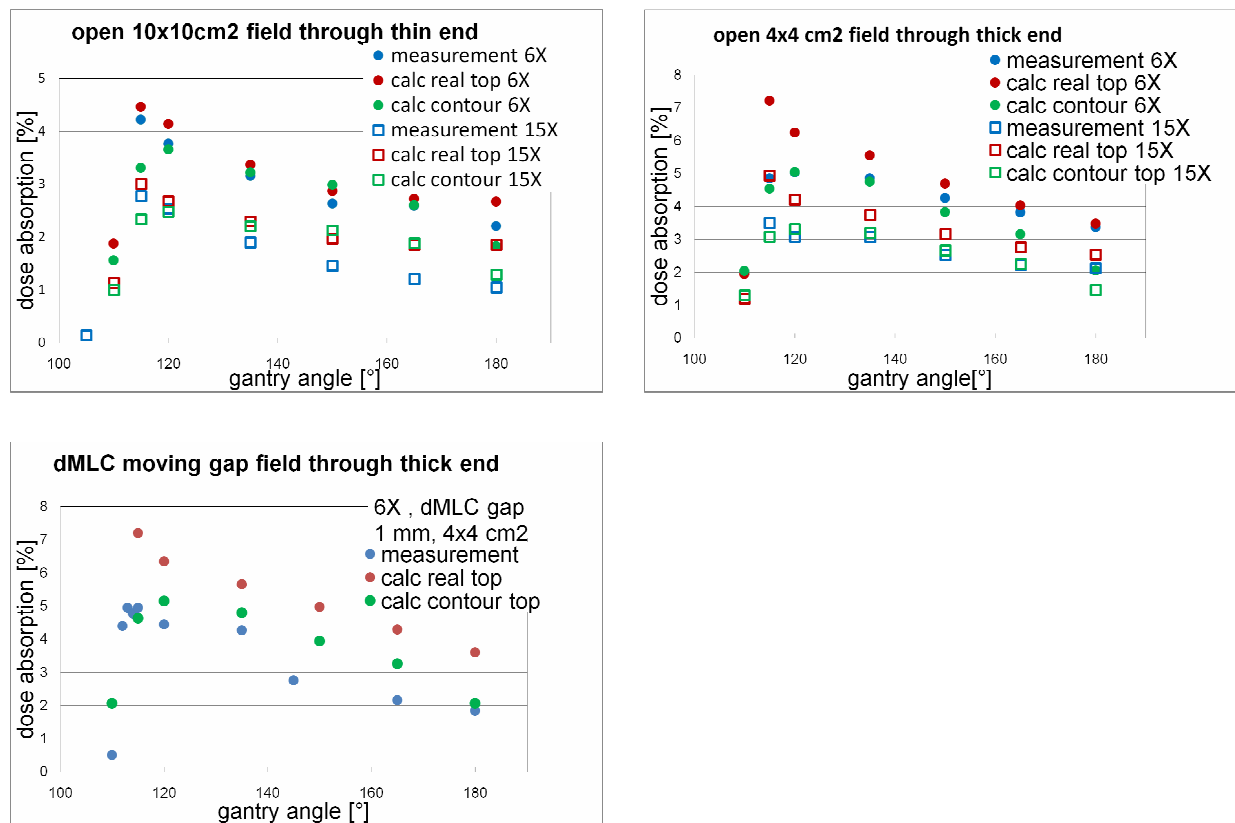 open 10x10cm2 field through thin end
measurement 6X
calc real top 6X
calc contour 6X
measurement 15X
calc real top 15X
calc contour 15X
dose absorption [%]
5
4
3
2
1
0
100
120
140
160
180
gantry angle [°]
open 4x4 cm2 field through thick end
measurement 6X
calc real top 6X
calc contour 6X
measurement 15X
calc real top 15X
calc contour top 15X
dose absorption [%]
8
7
6
5
4
3
2
1
0
100
120
140
160
180
gantry angle[°]
dMLC moving gap field through thick end
6X , dMLC gap
1 mm, 4x4 cm2
measurement
calc real top
calc contour top
dose absorption [%]
8
7
6
5
4
3
2
1
0
100
120
140
160
180
gantry angle [°]